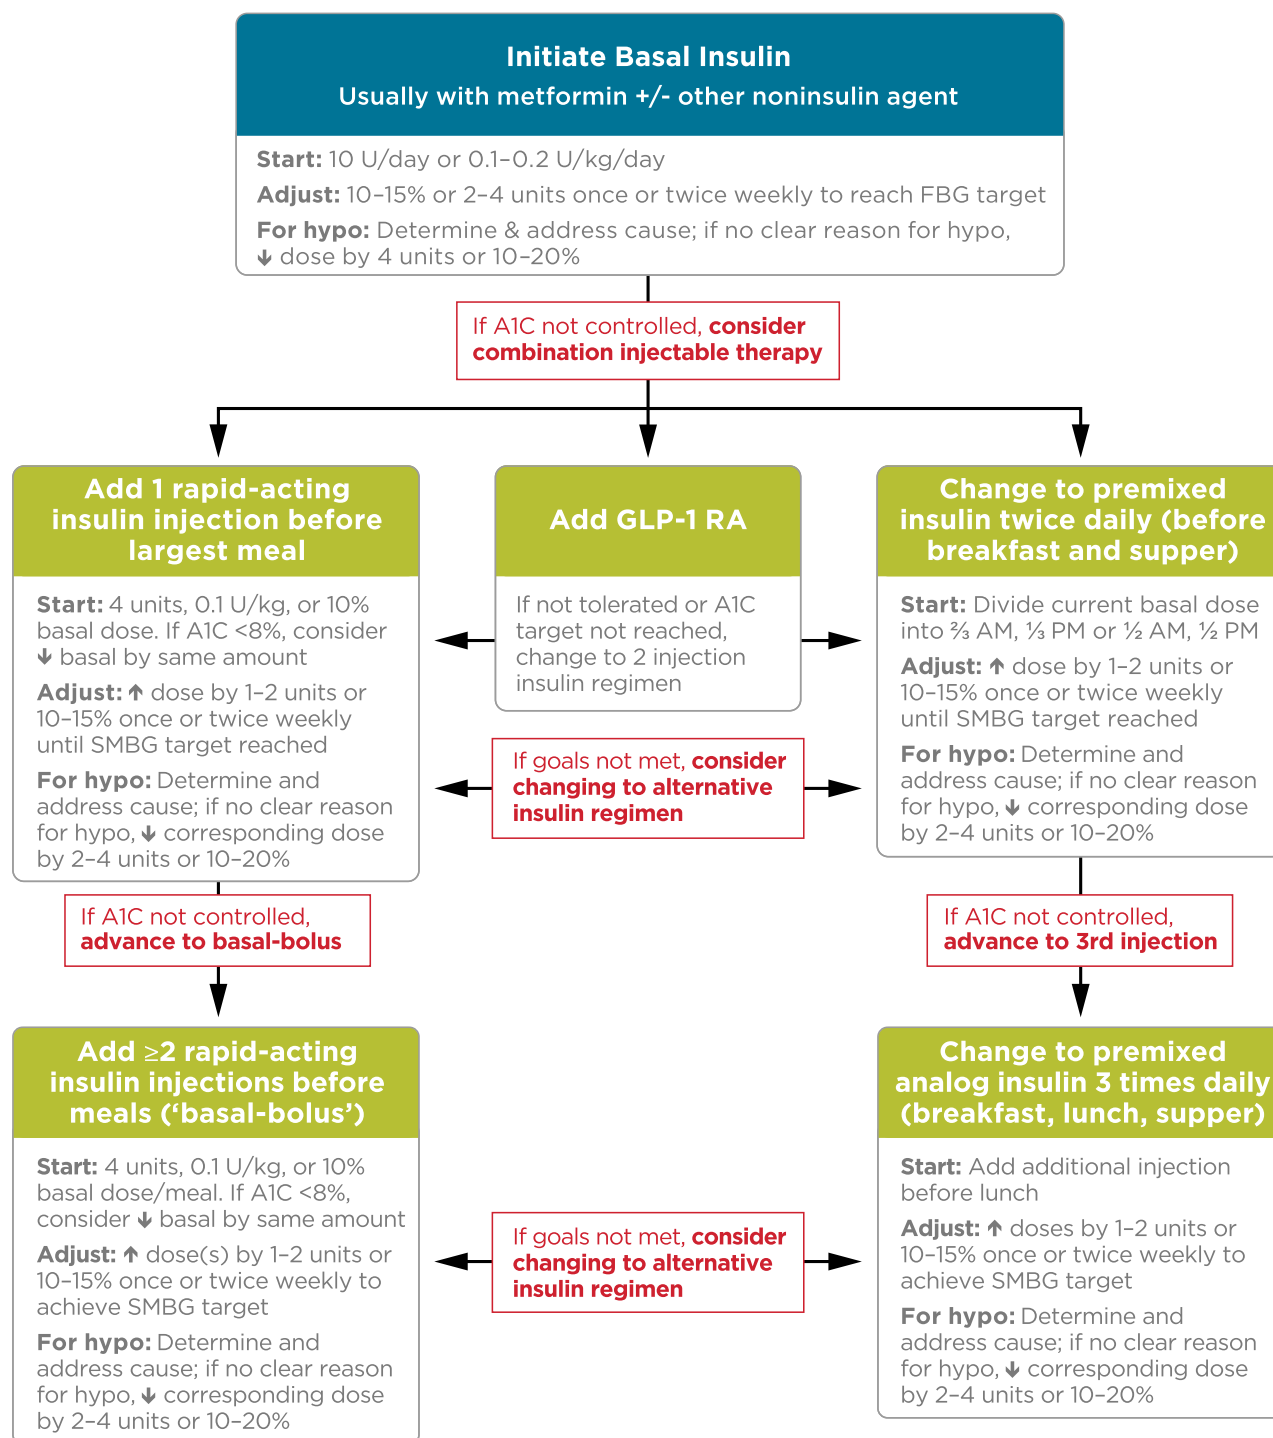 Initiate Basal Insulin
Usually with metformin +/- other noninsulin agent
Start: 10 U/day or 0.1–0.2 U/kg/day
Adjust: 10–15% or 2–4 units once or twice weekly to reach FBG target
For hypo: Determine & address cause; if no clear reason for hypo,
↓ dose by 4 units or 10–20%
If A1C not controlled, consider
combination injectable therapy
Add 1 rapid-acting
insulin injection before
largest meal
Start: 4 units, 0.1 U/kg, or 10%
basal dose. If A1C <8%, consider
↓ basal by same amount
Adjust: ↑ dose by 1–2 units or
10–15% once or twice weekly
until SMBG target reached
For hypo: Determine and
address cause; if no clear reason
for hypo, ↓ corresponding dose
by 2–4 units or 10–20%
Add GLP-1 RA
If not tolerated or A1C
target not reached,
change to 2 injection
insulin regimen
Change to premixed
insulin twice daily (before
breakfast and supper)
Start: Divide current basal dose
into ⅔ AM, ⅓ PM or ½ AM, ½ PM
Adjust: ↑ dose by 1–2 units or
10–15% once or twice weekly
until SMBG target reached
For hypo: Determine and
address cause; if no clear reason
for hypo, ↓ corresponding dose
by 2–4 units or 10–20%
If goals not met, consider
changing to alternative
insulin regimen
If A1C not controlled,
advance to basal-bolus
If A1C not controlled,
advance to 3rd injection
Add ≥2 rapid-acting
insulin injections before
meals (‘basal-bolus’)
Start: 4 units, 0.1 U/kg, or 10%
basal dose/meal. If A1C <8%,
consider ↓ basal by same amount
Adjust: ↑ dose(s) by 1–2 units or
10–15% once or twice weekly to
achieve SMBG target
For hypo: Determine and
address cause; if no clear reason
for hypo, ↓ corresponding dose
by 2–4 units or 10–20%
If goals not met, consider
changing to alternative
insulin regimen
Change to premixed
analog insulin 3 times daily
(breakfast, lunch, supper)
Start: Add additional injection
before lunch
Adjust: ↑ doses by 1–2 units or
10–15% once or twice weekly to
achieve SMBG target
For hypo: Determine and
address cause; if no clear reason
for hypo, ↓ corresponding dose
by 2–4 units or 10–20%